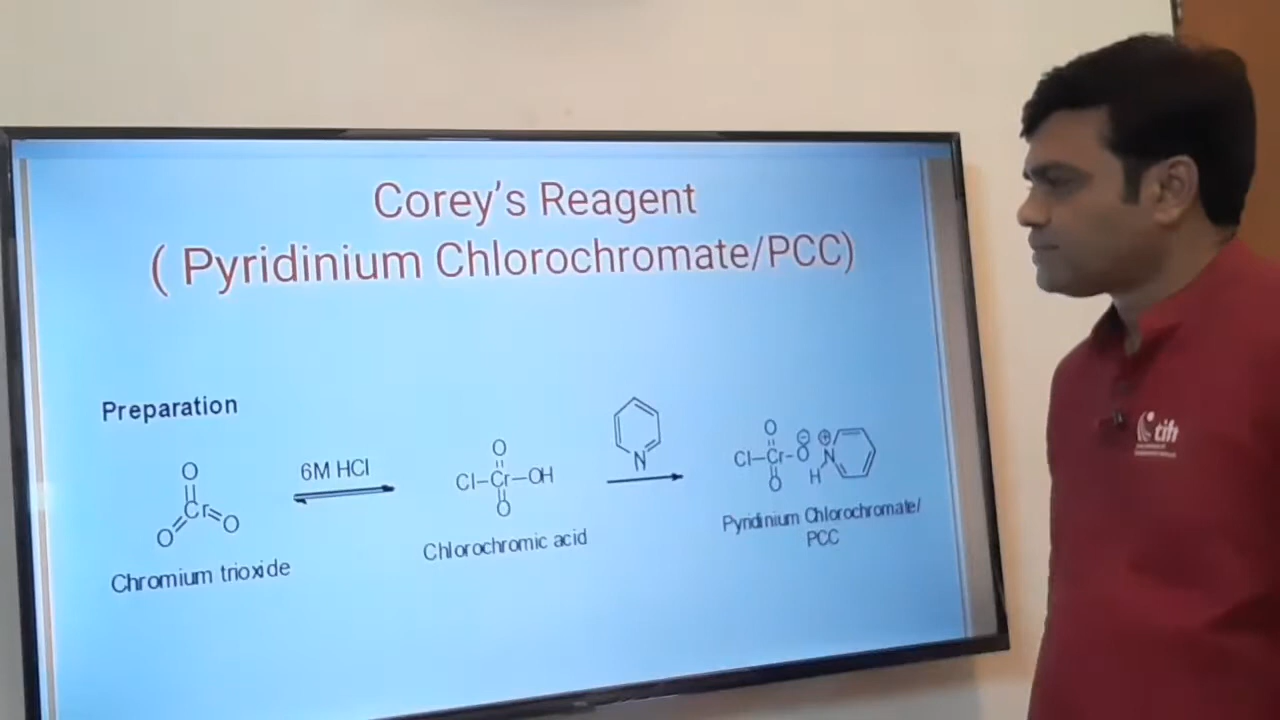 Corey's Reagent
( Pyridinium Chlorochromate/PCC)
Preparation
O
Cr
O
O
Chromium trioxide
6M HCl
O
Cl-Cr-OH
O
Chlorochromic acid
N
O
Cl-Cr-O
O
N
H
Pyridinium Chlorochromate/
PCC
tifr